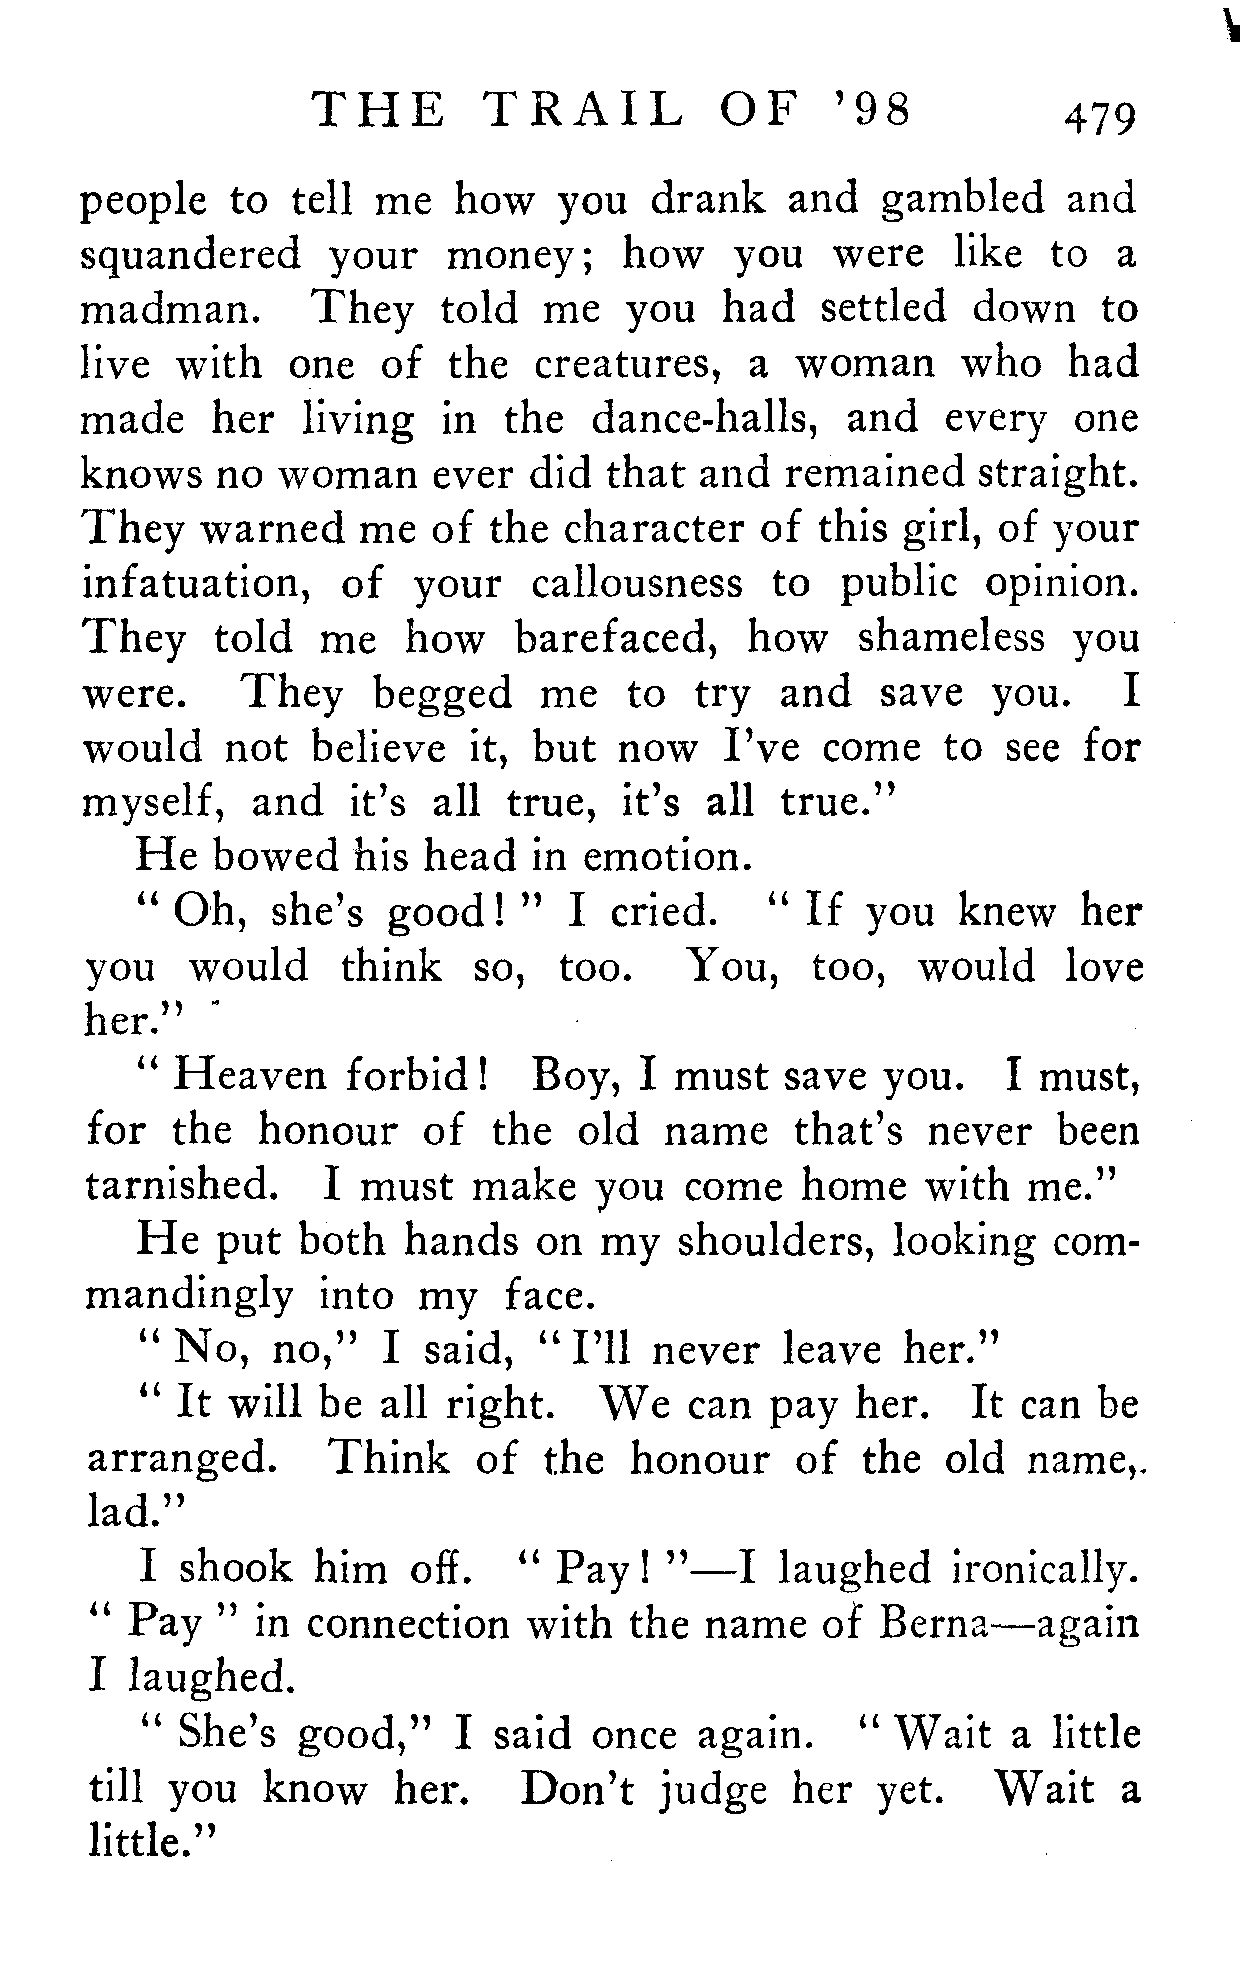 THE TRAIL OF '98 479
people to tell me how you drank and gambled and
squandered your money; how you were like to a
madman. They told me you had settled down to
live with one of the creatures, a woman who had
made her living in the dance-halls, and every one
knows no woman ever did that and remained straight.
They warned me of the character of this girl, of your
infatuation, of your callousness to public opinion.
They told me how barefaced, how shameless you
were. They begged me to try and save you. I
would not believe it, but now I've come to see for
myself, and it's all true, it's all true."
He bowed his head in emotion.
" Oh, she's good! " I cried. " If you knew her
you would think so, too. You, too, would love
her."
" Heaven forbid! Boy, I must save you. I must,
for the honour of the old name that's never been
tarnished. I must make you come home with me."
He put both hands on my shoulders, looking com-
mandingly into my face.
" No, no," I said, " I'll never leave her."
" It will be all right. We can pay her. It can be
arranged. Think of the honour of the old name,
lad."
I shook him off. " Pay! "—I laughed ironically.
" Pay " in connection with the name of Berna—again
I laughed.
" She's good," I said once again. " Wait a little
till you know her. Don't judge her yet. Wait a
little."